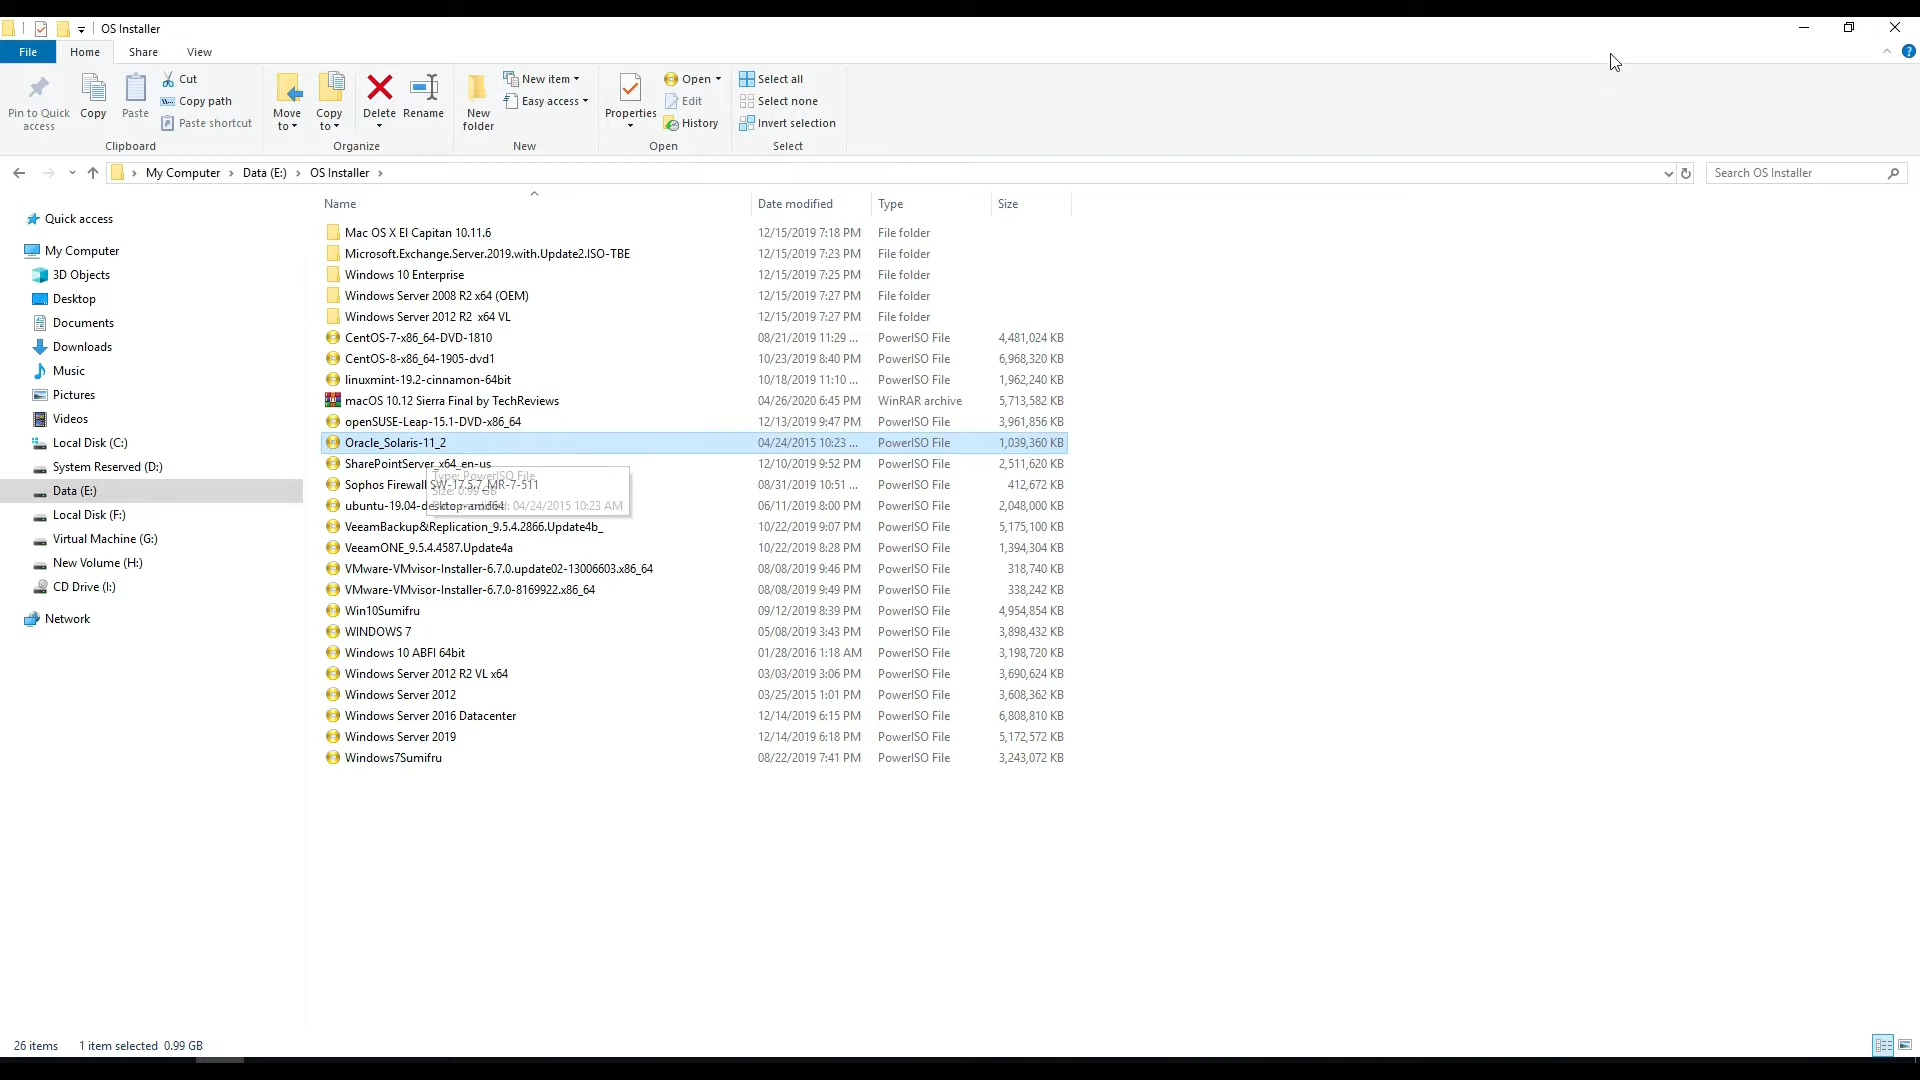 OS Installer
File Home Share View
Pin to Quick access
Copy
Paste
Cut
Copy path
Paste shortcut
Clipboard
Move to
Copy to
Delete
Rename
Organize
New folder
New item
Easy access
New
Properties
Open
Edit
History
Open
Select all
Select none
Invert selection
Select
My Computer Data (E:) OS Installer
Search OS Installer
Quick access
My Computer
3D Objects
Desktop
Documents
Downloads
Music
Pictures
Videos
Local Disk (C:)
System Reserved (D:)
Data (E:)
Local Disk (F:)
Virtual Machine (G:)
New Volume (H:)
CD Drive (I:)
Network
Name Date modified Type Size
Mac OS X El Capitan 10.11.6 12/15/2019 7:18 PM File folder
Microsoft.Exchange.Server.2019.with.Update2.ISO-TBE 12/15/2019 7:23 PM File folder
Windows 10 Enterprise 12/15/2019 7:25 PM File folder
Windows Server 2008 R2 x64 (OEM) 12/15/2019 7:27 PM File folder
Windows Server 2012 R2  x64 VL 12/15/2019 7:27 PM File folder
CentOS-7-x86_64-DVD-1810 08/21/2019 11:29 ... PowerISO File 4,481,024 KB
CentOS-8-x86_64-1905-dvd1 10/23/2019 8:40 PM PowerISO File 6,968,320 KB
linuxmint-19.2-cinnamon-64bit 10/18/2019 11:10 ... PowerISO File 1,962,240 KB
macOS 10.12 Sierra Final by TechReviews 04/26/2020 6:45 PM WinRAR archive 5,713,582 KB
openSUSE-Leap-15.1-DVD-x86_64 12/13/2019 9:47 PM PowerISO File 3,961,856 KB
Oracle_Solaris-11_2 04/24/2015 10:23 ... PowerISO File 1,039,360 KB
SharePointServer_x64_en-us 12/10/2019 9:52 PM PowerISO File 2,511,620 KB
Type: PowerISO File
Sophos Firewall SW-17.5.7_MR-7-511 08/31/2019 10:51 ... PowerISO File 412,672 KB
Size: 0.99 GB
ubuntu-19.04-desktop-amd64 06/11/2019 8:00 PM PowerISO File 2,048,000 KB
04/24/2015 10:23 AM
VeeamBackup&Replication_9.5.4.2866.Update4b_ 10/22/2019 9:07 PM PowerISO File 5,175,100 KB
VeeamONE_9.5.4.4587.Update4a 10/22/2019 8:28 PM PowerISO File 1,394,304 KB
VMware-VMvisor-Installer-6.7.0.update02-13006603.x86_64 08/08/2019 9:46 PM PowerISO File 318,740 KB
VMware-VMvisor-Installer-6.7.0-8169922.x86_64 08/08/2019 9:49 PM PowerISO File 338,242 KB
Win10Sumifru 09/12/2019 8:39 PM PowerISO File 4,954,854 KB
WINDOWS 7 05/08/2019 3:43 PM PowerISO File 3,898,432 KB
Windows 10 ABFI 64bit 01/28/2016 1:18 AM PowerISO File 3,198,720 KB
Windows Server 2012 R2 VL x64 03/03/2019 3:06 PM PowerISO File 3,690,624 KB
Windows Server 2012 03/25/2015 1:01 PM PowerISO File 3,608,362 KB
Windows Server 2016 Datacenter 12/14/2019 6:15 PM PowerISO File 6,808,810 KB
Windows Server 2019 12/14/2019 6:18 PM PowerISO File 5,172,572 KB
Windows7Sumifru 08/22/2019 7:41 PM PowerISO File 3,243,072 KB
26 items 1 item selected 0.99 GB